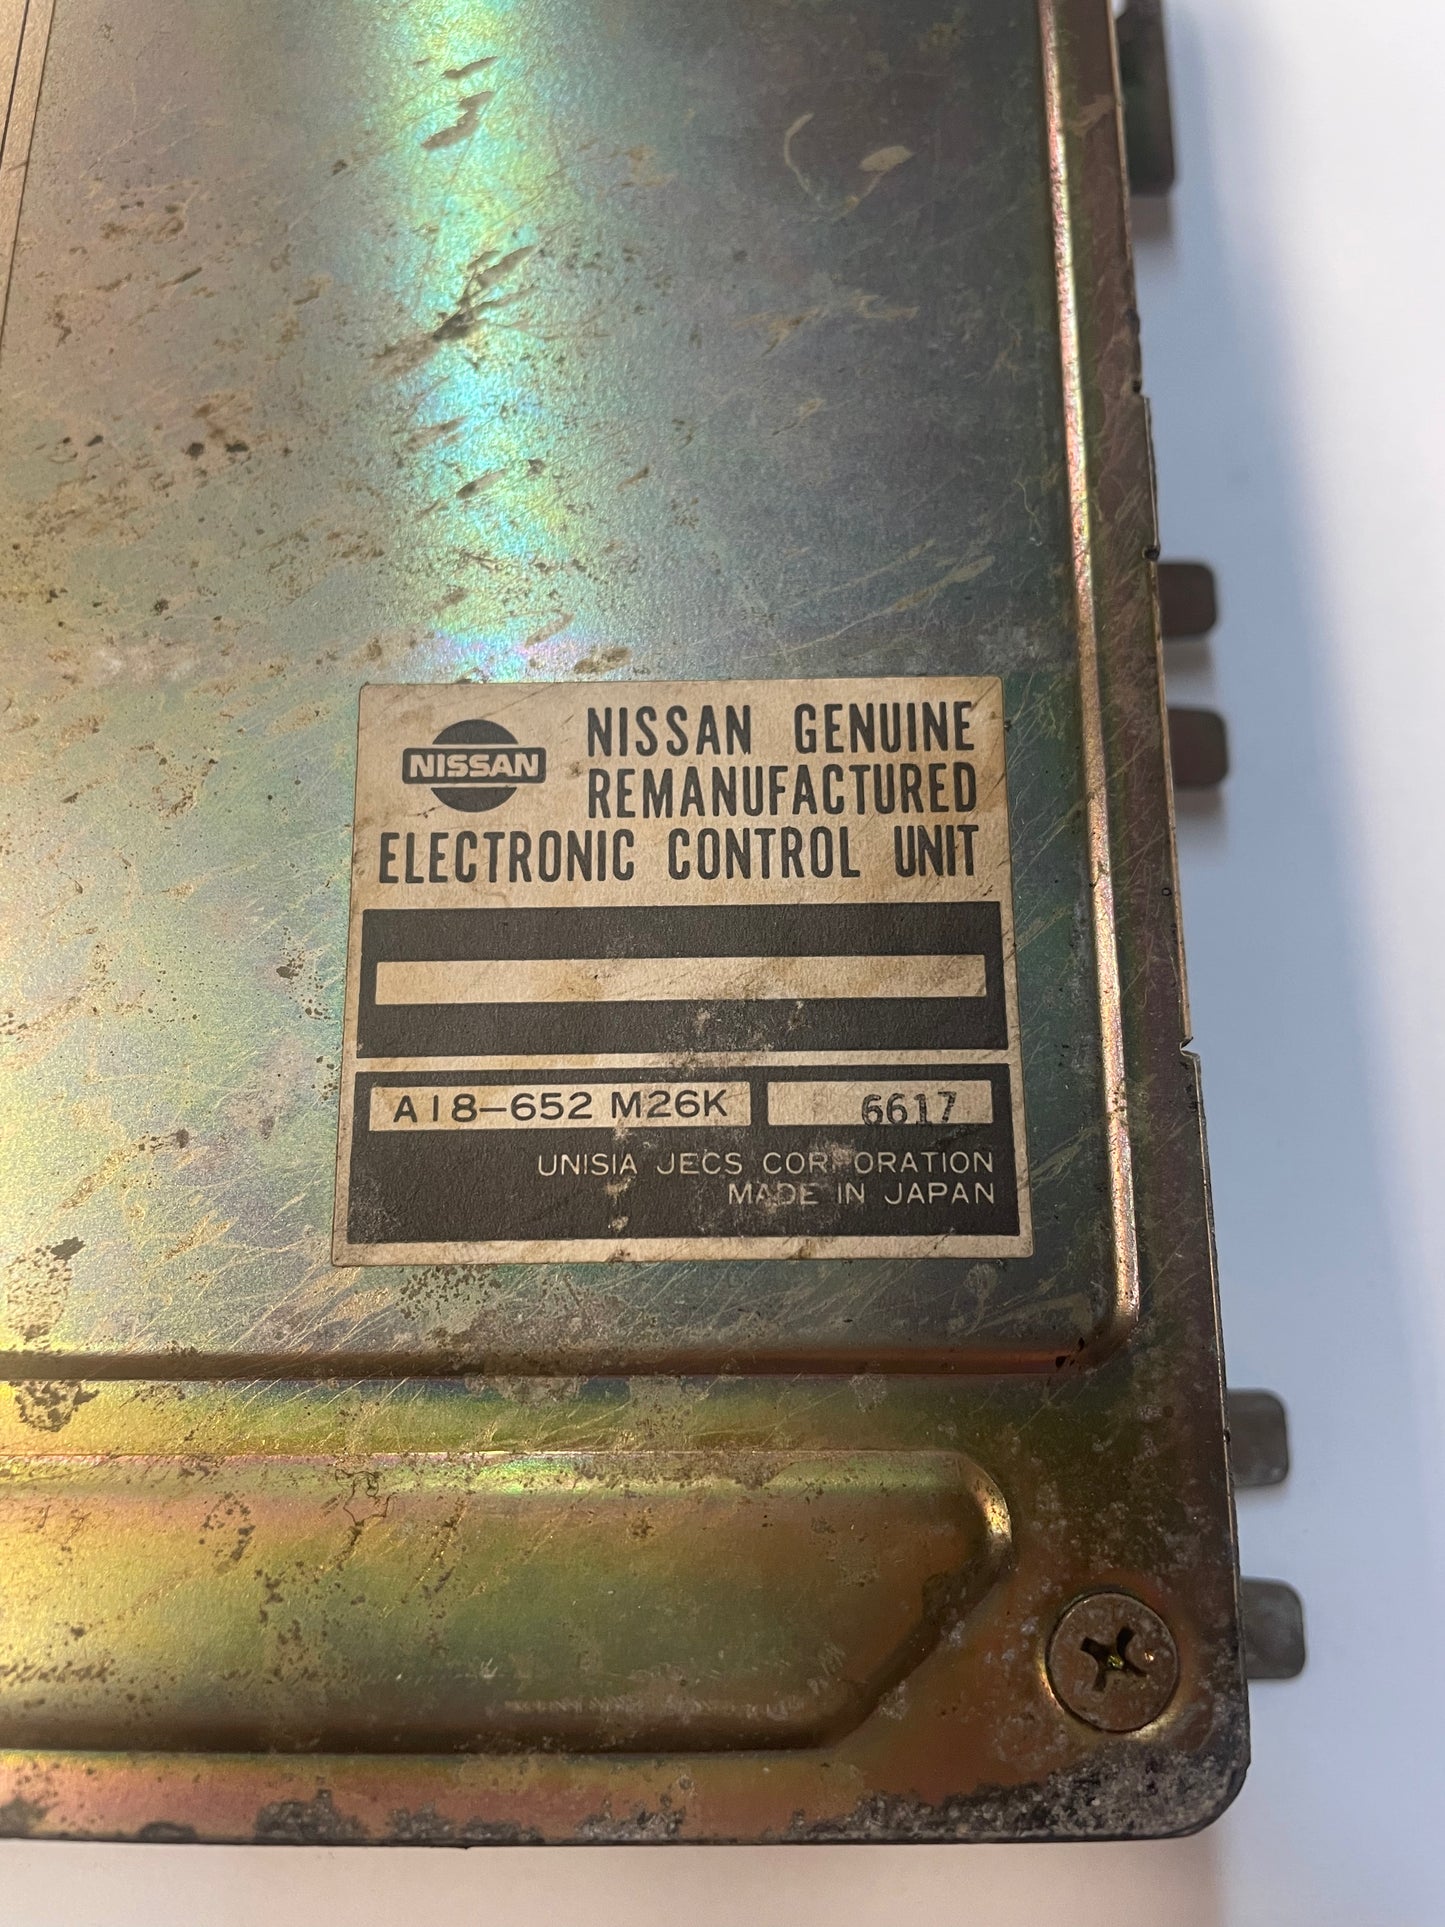 NISSAN
NISSAN GENUINE
REMANUFACTURED
ELECTRONIC CONTROL UNIT
A18-652 M26K 6617
UNISIA JECS CORPORATION
MADE IN JAPAN